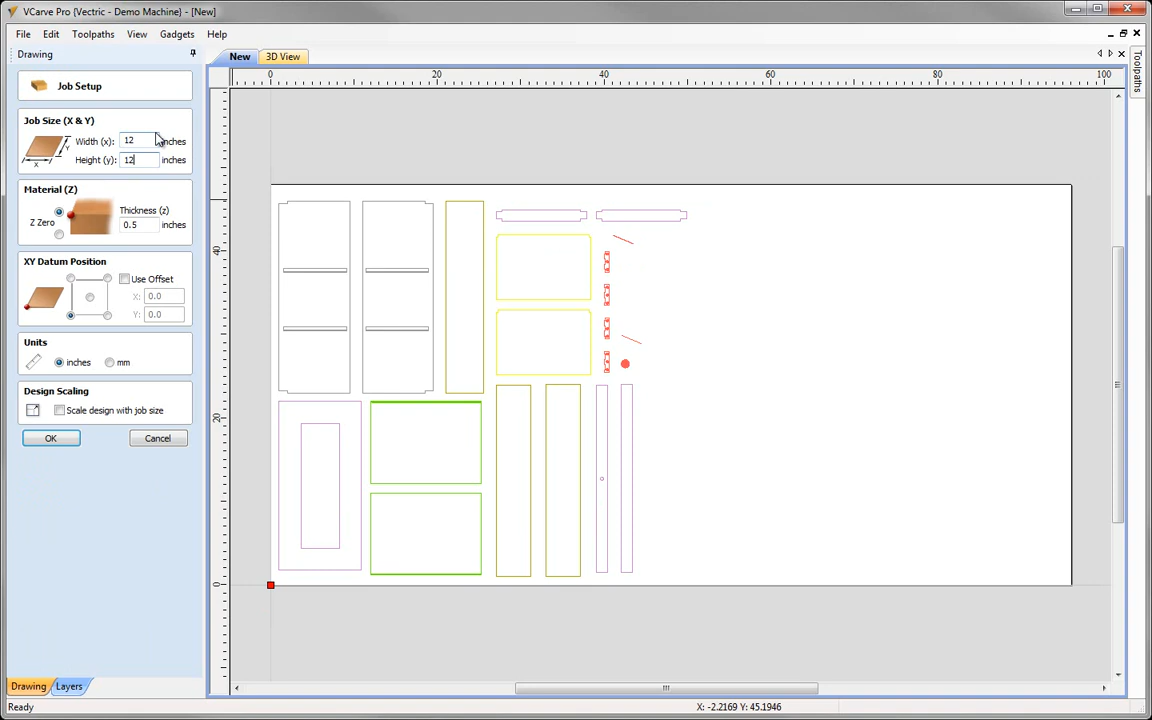 VCarve Pro {Vectric - Demo Machine} - [New]
File Edit Toolpaths View Gadgets Help
Drawing
New 3D View
Toolpaths
Job Setup
0 20 40 60 80 100
Job Size (X & Y)
Width (x): 12 inches
Height (y): 12 inches
Y
X
Material (Z)
Thickness (z)
Z Zero 0.5 inches
40
XY Datum Position
Use Offset
X: 0.0
Y: 0.0
Units
inches mm
Design Scaling
Scale design with job size
20
OK Cancel
0
Drawing Layers
Ready X: -2.2169 Y: 45.1946